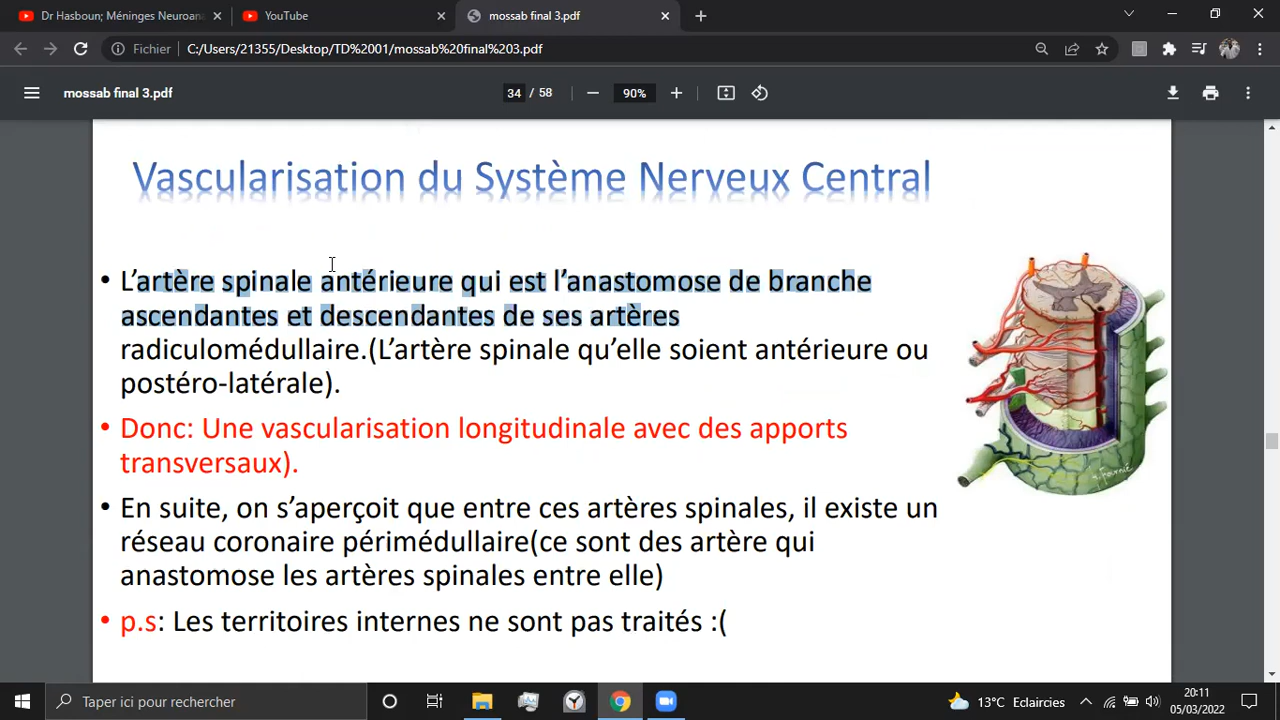 Dr Hasboun; Méninges Neuroana
YouTube
mossab final 3.pdf
Fichier
C:/Users/21355/Desktop/TD%2001/mossab%20final%203.pdf
mossab final 3.pdf
34 / 58
90%
Vascularisation du Système Nerveux Central
• L’artère spinale antérieure qui est l’anastomose de branche
ascendantes et descendantes de ses artères
radiculomédullaire.(L’artère spinale qu’elle soient antérieure ou
postéro-latérale).
• Donc: Une vascularisation longitudinale avec des apports
transversaux).
• En suite, on s’aperçoit que entre ces artères spinales, il existe un
réseau coronaire périmédullaire(ce sont des artère qui
anastomose les artères spinales entre elle)
• p.s: Les territoires internes ne sont pas traités :(
Taper ici pour rechercher
13°C Eclaircies
20:11
05/03/2022